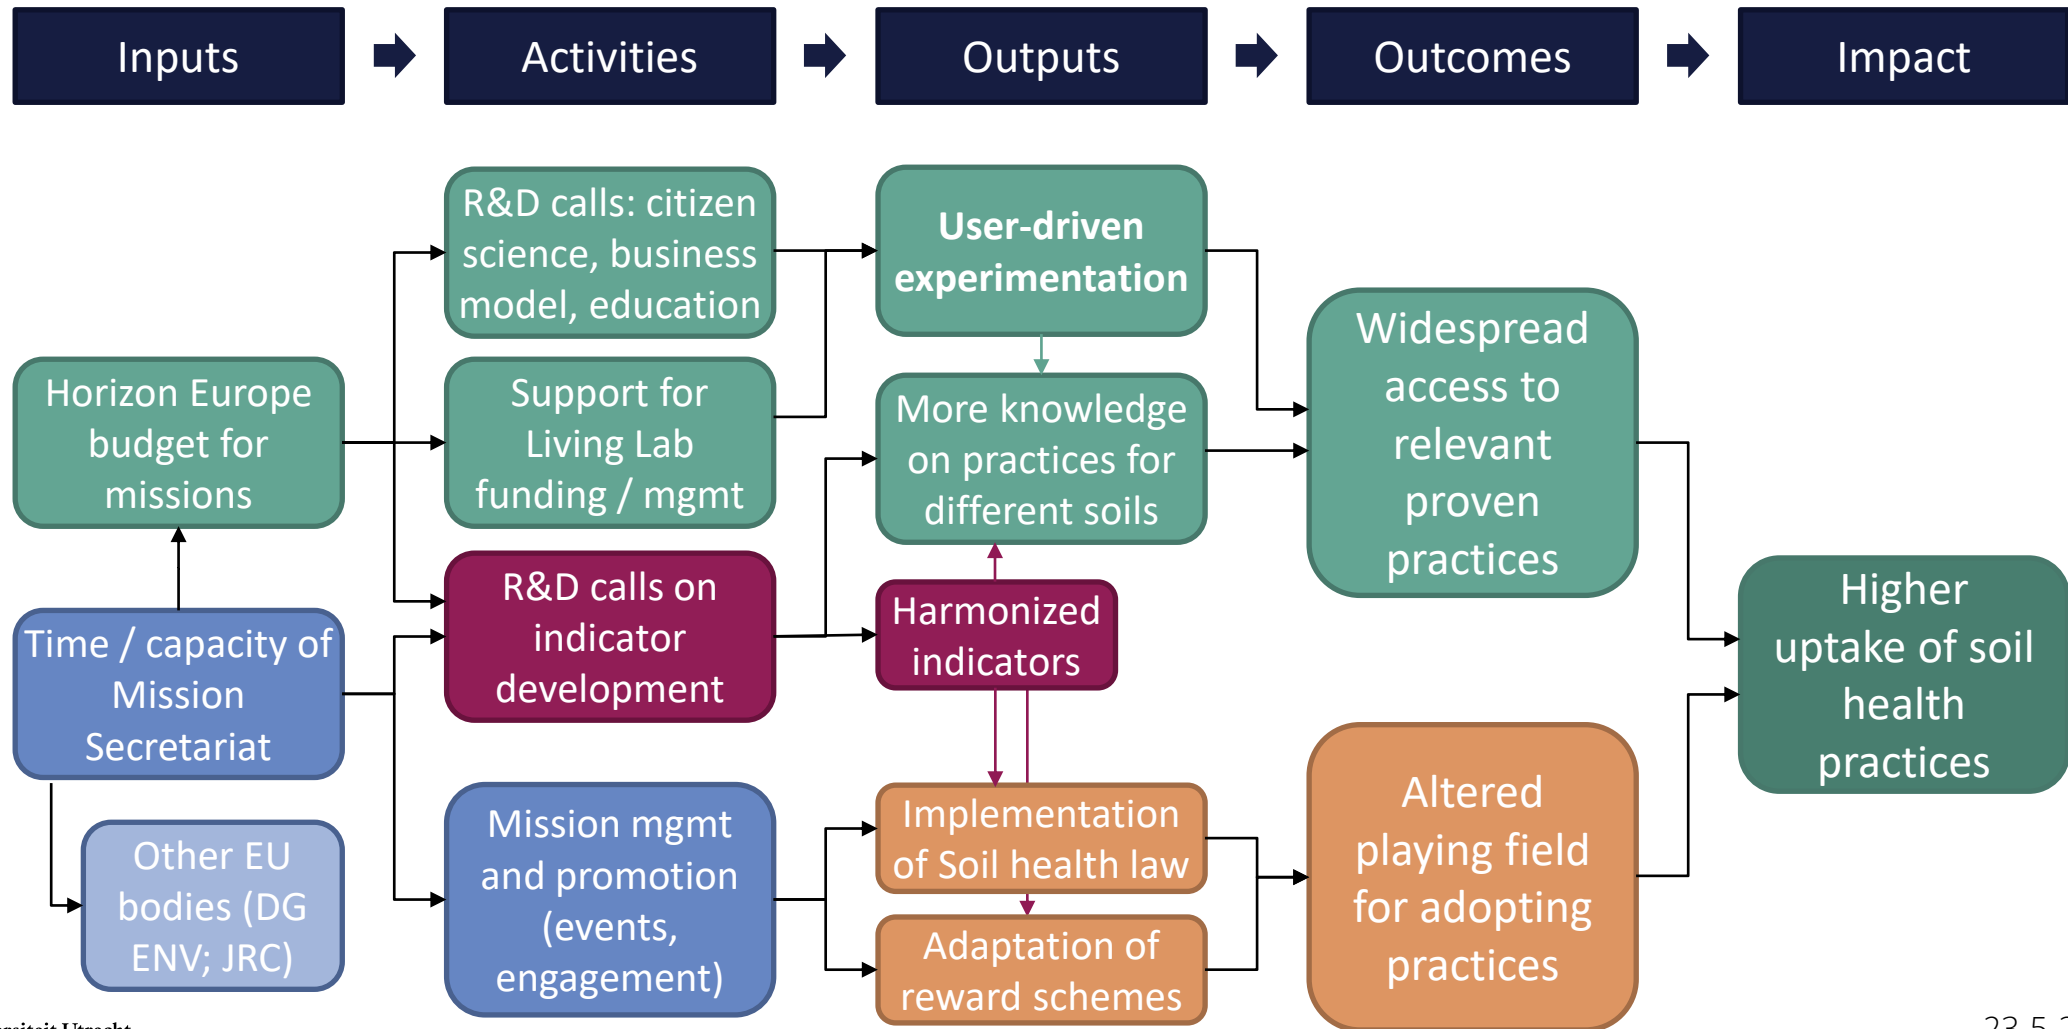 Inputs
Activities
Outputs
Outcomes
Impact
R&D calls: citizen
science, business
model, education
User-driven
experimentation
Horizon Europe
budget for
missions
Support for
Living Lab
funding / mgmt
More knowledge
on practices for
different soils
Widespread
access to
relevant
proven
practices
Time / capacity of
Mission
Secretariat
R&D calls on
indicator
development
Harmonized
indicators
Higher
uptake of soil
health
practices
Other EU
bodies (DG
ENV; JRC)
Mission mgmt
and promotion
(events,
engagement)
Implementation
of Soil health law
Adaptation of
reward schemes
Altered
playing field
for adopting
practices